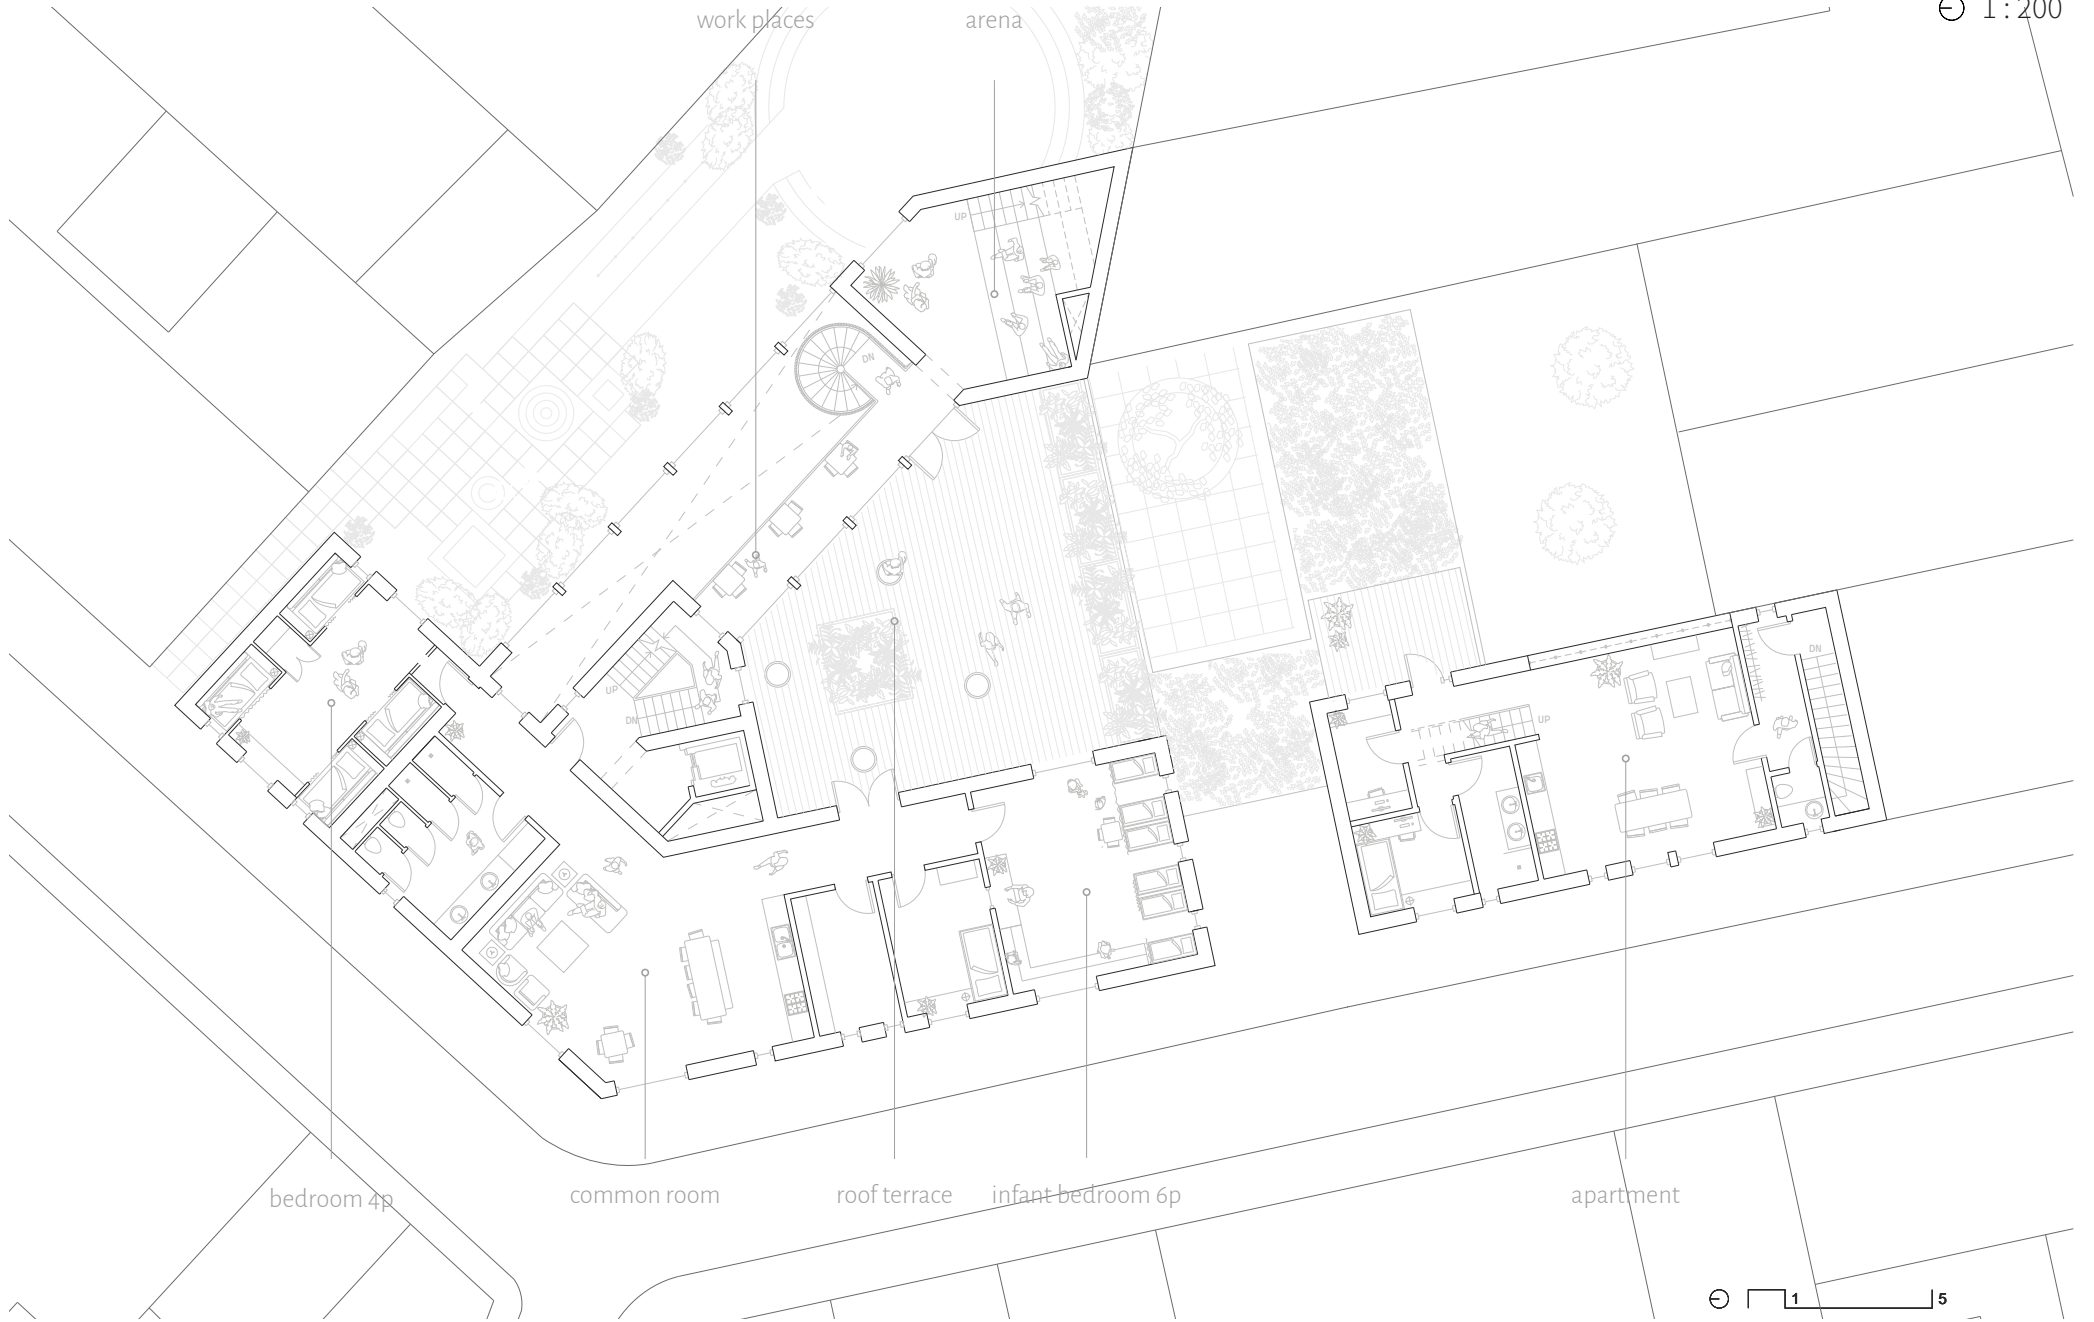 work places
arena
1:200
UP
DN
UP
DN
DN
UP
bedroom 4p
common room
roof terrace
infant bedroom 6p
apartment
1
5